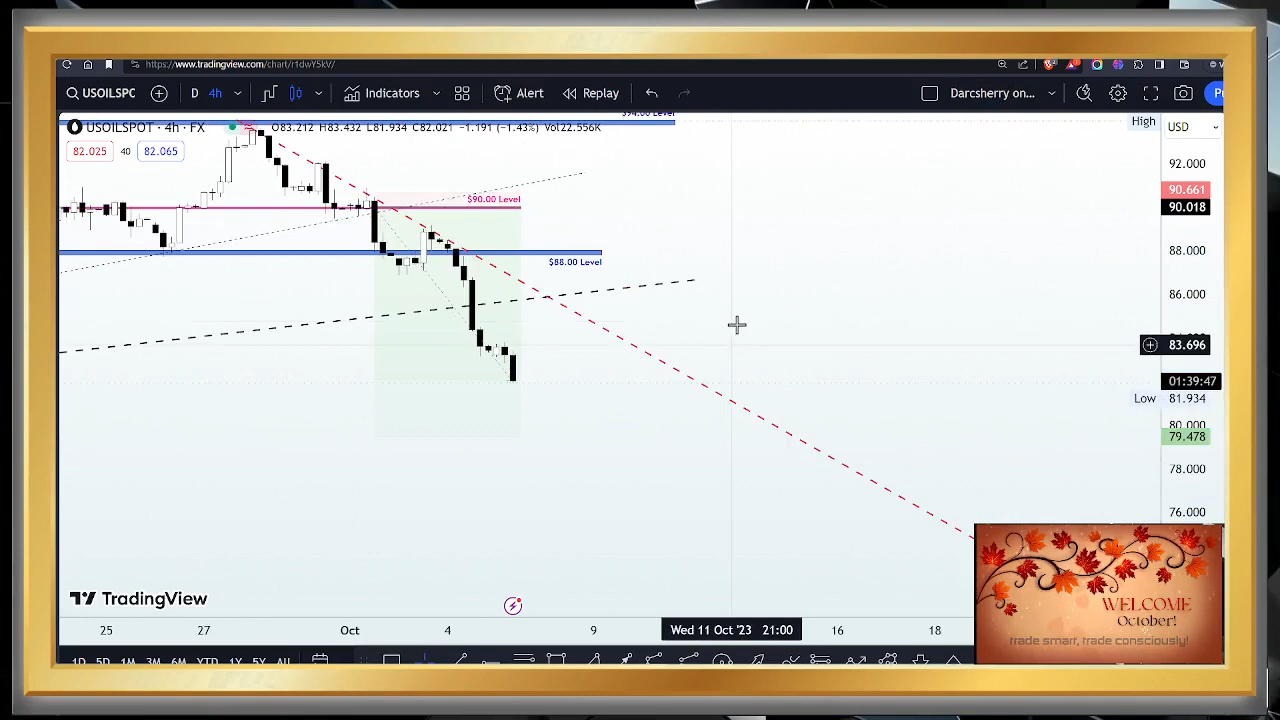 https://www.tradingview.com/chart/r1dwY5kV/
USOILSPC
D 4h
Indicators
Alert
Replay
Darcsherry on...
USOILSPOT · 4h · FX
O83.212 H83.432 L81.934 C82.021 −1.191 (−1.43%) Vol22.556K
$94.00 Level
High
USD
82.025 40 82.065
92.000
90.661
$90.00 Level
90.018
88.000
$88.00 Level
86.000
83.696
01:39:47
Low 81.934
80.000
79.478
78.000
76.000
WELCOME
October!
trade smart, trade consciously!
TradingView
25 27 Oct 4 9 Wed 11 Oct '23 21:00 16 18
1D 5D 1M 3M 6M YTD 1Y 5Y All